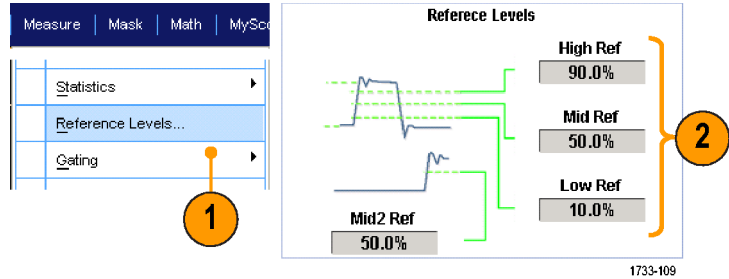 Measure | Mask | Math | MySco
Statistics
Reference Levels...
Gating
1
Referece Levels
High Ref
90.0%
Mid Ref
50.0%
Low Ref
10.0%
Mid2 Ref
50.0%
2
1733-109